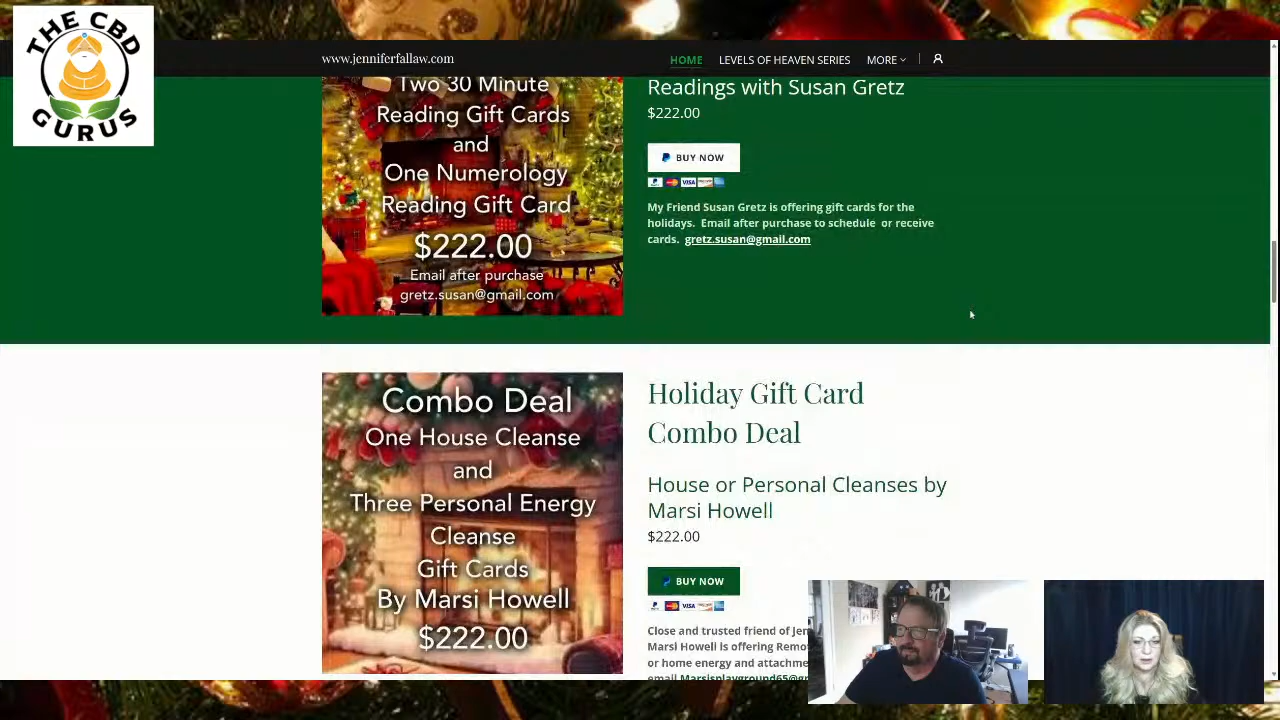 THE CBD
GURUS
www.jenniferfallaw.com
HOME
LEVELS OF HEAVEN SERIES
MORE
Two 30 Minute
Reading Gift Cards
and
One Numerology
Reading Gift Card
$222.00
Email after purchase
gretz.susan@gmail.com
Readings with Susan Gretz
$222.00
BUY NOW
My Friend Susan Gretz is offering gift cards for the
holidays. Email after purchase to schedule or receive
cards. gretz.susan@gmail.com
Combo Deal
One House Cleanse
and
Three Personal Energy
Cleanse
Gift Cards
By Marsi Howell
$222.00
Holiday Gift Card
Combo Deal
House or Personal Cleanses by
Marsi Howell
$222.00
BUY NOW
Close and trusted friend of
Marsi Howell is offering
or home energy and
email